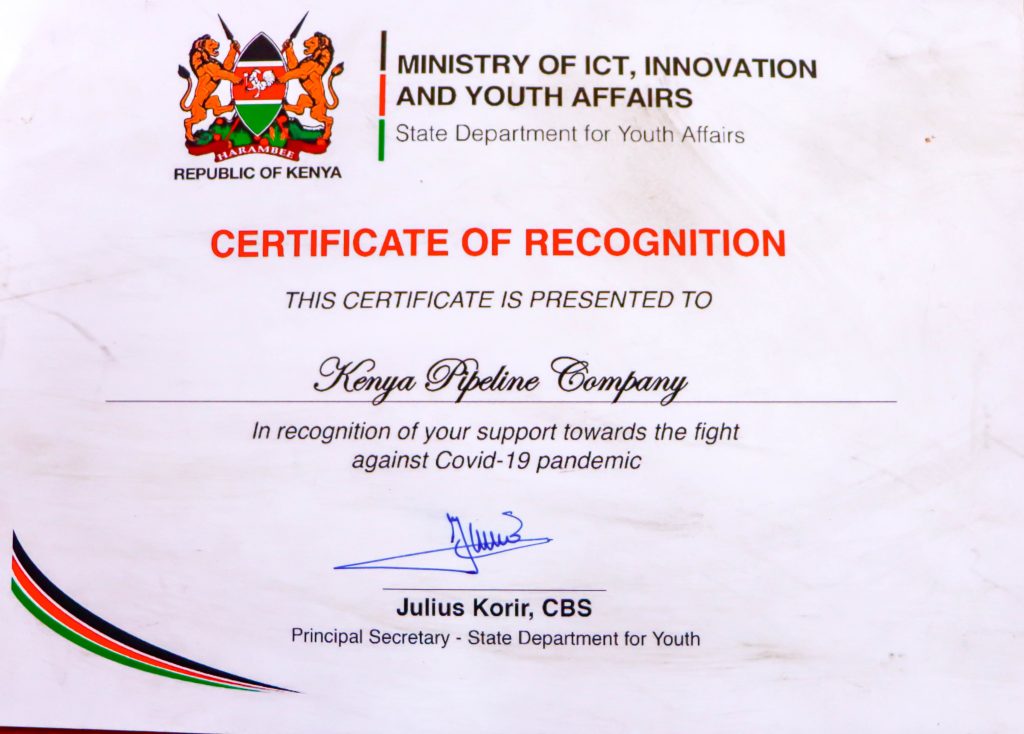 MINISTRY OF ICT, INNOVATION
AND YOUTH AFFAIRS
State Department for Youth Affairs
HARAMBEE
REPUBLIC OF KENYA
CERTIFICATE OF RECOGNITION
THIS CERTIFICATE IS PRESENTED TO
Kenya Pipeline Company
In recognition of your support towards the fight
against Covid-19 pandemic
Julius Korir, CBS
Principal Secretary - State Department for Youth